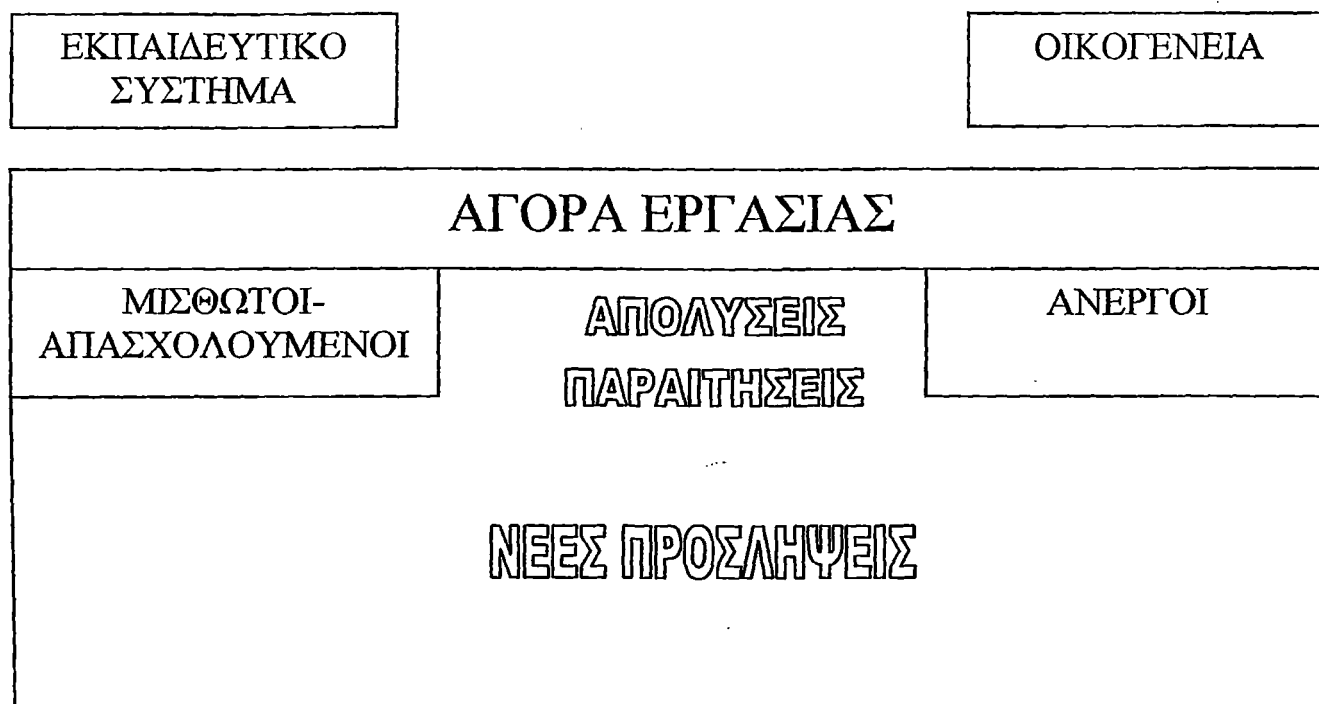 ΕΚΠΑΙΔΕΥΤΙΚΟ
ΣΥΣΤΗΜΑ
ΟΙΚΟΓΕΝΕΙΑ
ΑΓΟΡΑ ΕΡΓΑΣΙΑΣ
ΜΙΣΘΩΤΟΙ-
ΑΠΑΣΧΟΛΟΥΜΕΝΟΙ
ΑΠΟΛΥΣΕΙΣ
ΠΑΡΑΙΤΗΣΕΙΣ
ΑΝΕΡΓΟΙ
ΝΕΕΣ ΠΡΟΣΛΗΨΕΙΣ